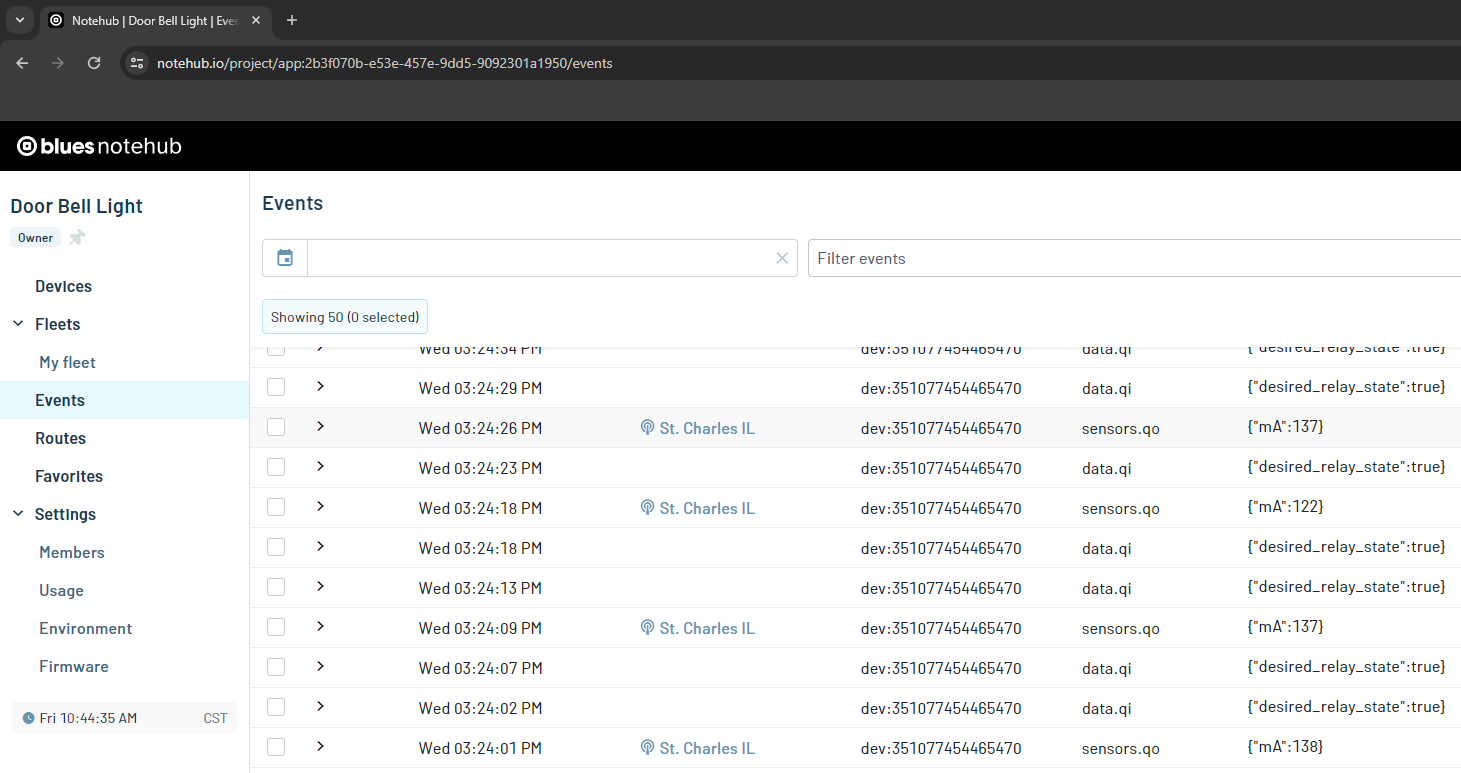 Notehub | Door Bell Light | Eve
notehub.io/project/app:2b3f070b-e53e-457e-9dd5-9092301a1950/events
blues notehub
Door Bell Light
Owner
Devices
Fleets
My fleet
Events
Routes
Favorites
Settings
Members
Usage
Environment
Firmware
Fri 10:44:35 AM CST
Events
Filter events
Showing 50 (0 selected)
Wed 03:24:34 PM dev:351077454465470 data.qi {"desired_relay_state":true}
Wed 03:24:29 PM dev:351077454465470 data.qi {"desired_relay_state":true}
Wed 03:24:26 PM St. Charles IL dev:351077454465470 sensors.qo {"mA":137}
Wed 03:24:23 PM dev:351077454465470 data.qi {"desired_relay_state":true}
Wed 03:24:18 PM St. Charles IL dev:351077454465470 sensors.qo {"mA":122}
Wed 03:24:18 PM dev:351077454465470 data.qi {"desired_relay_state":true}
Wed 03:24:13 PM dev:351077454465470 data.qi {"desired_relay_state":true}
Wed 03:24:09 PM St. Charles IL dev:351077454465470 sensors.qo {"mA":137}
Wed 03:24:07 PM dev:351077454465470 data.qi {"desired_relay_state":true}
Wed 03:24:02 PM dev:351077454465470 data.qi {"desired_relay_state":true}
Wed 03:24:01 PM St. Charles IL dev:351077454465470 sensors.qo {"mA":138}